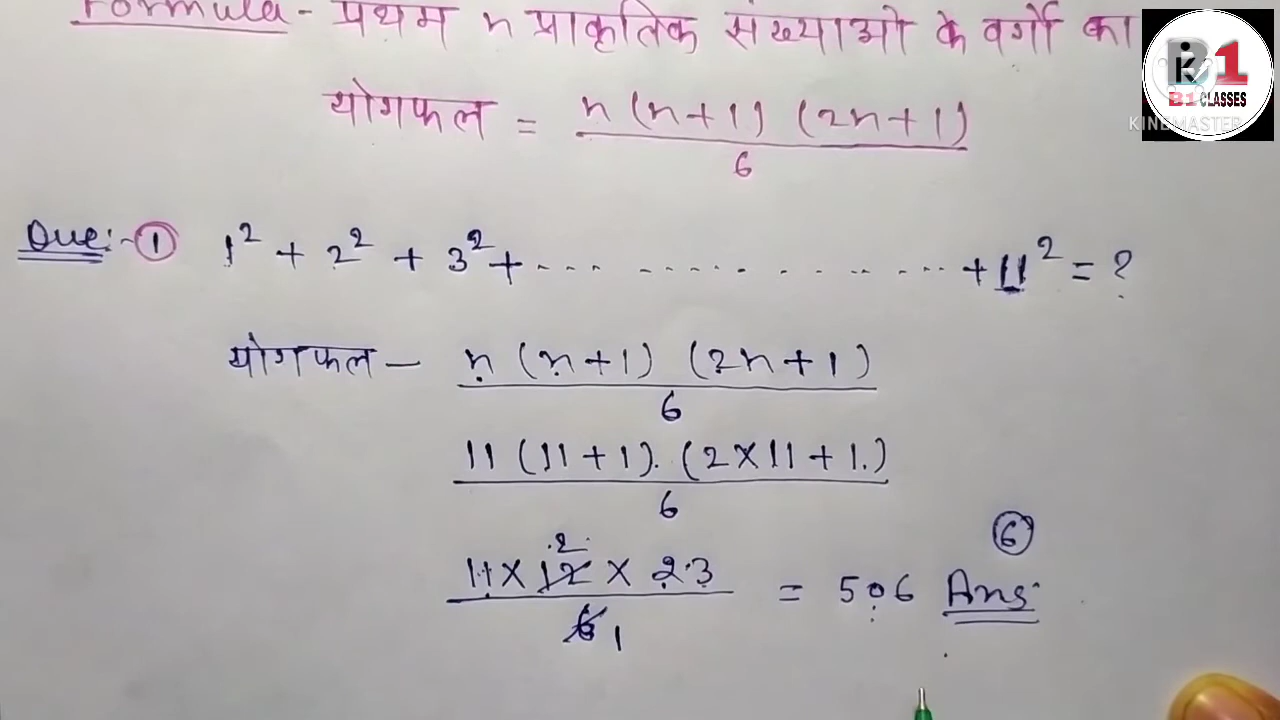 Formula - प्रथम n प्राकृतिक संख्याओ के वर्गों का
योगफल = n(n+1) (2n+1)
6
B1
K
B1 CLASSES
KINEMASTER
Que:- 1 1² + 2² + 3² + ... ............... + 11² = ?
योगफल - n (n+1) (2n+1)
6
11 (11+1). (2×11+1.)
6
6
2
11 × 12 × 23 = 506 Ans
6 1